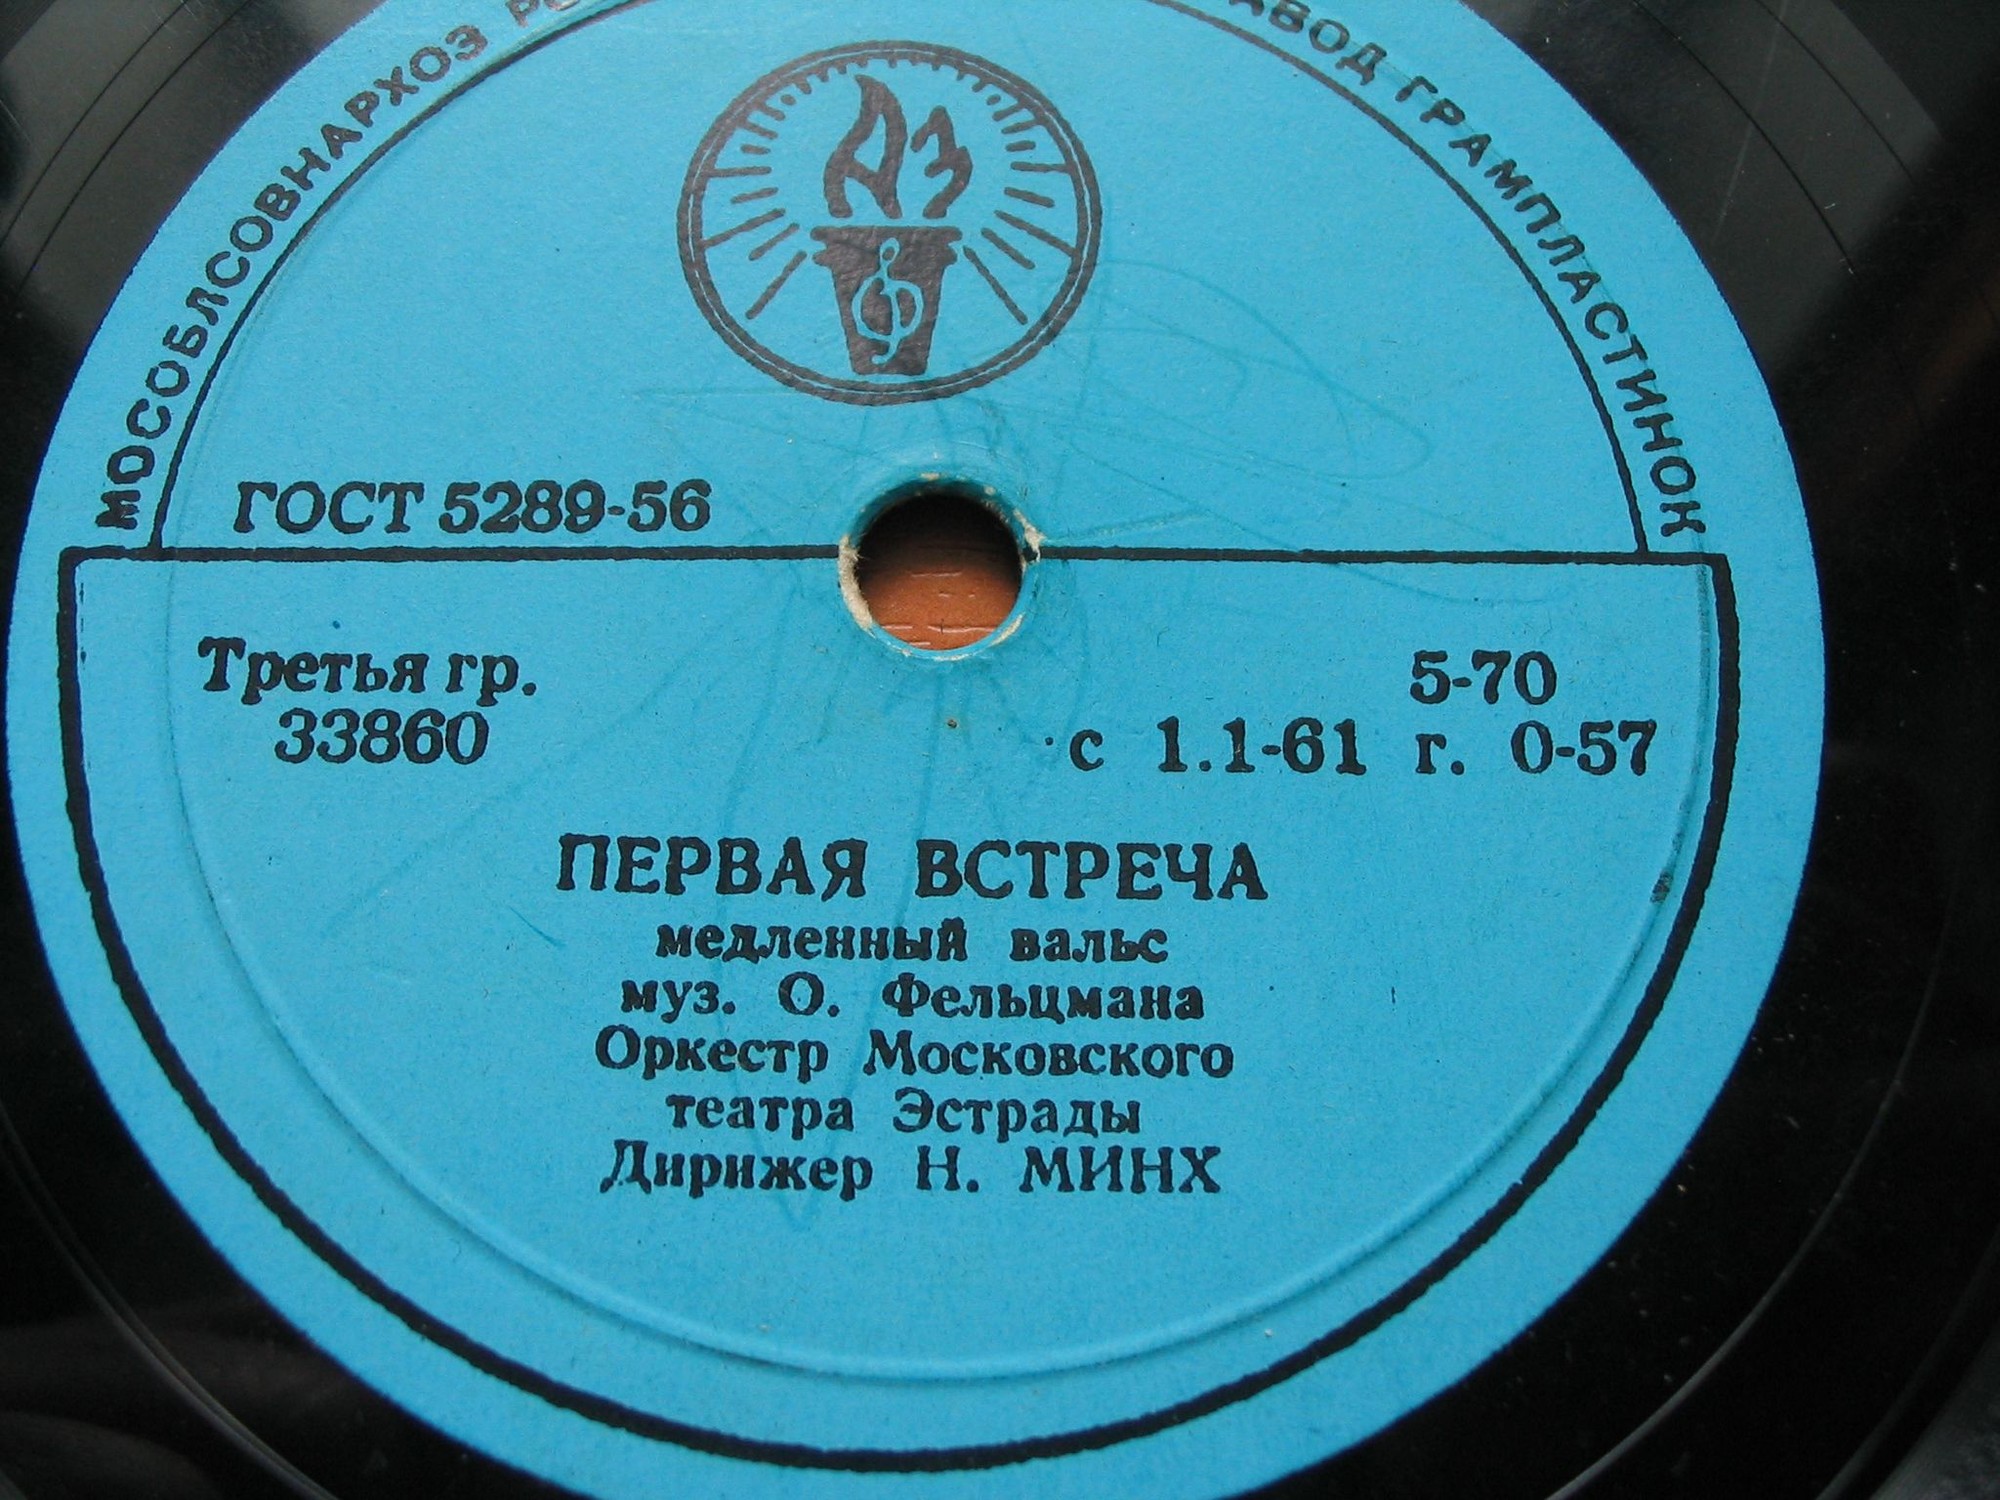 МОСОБЛСОВНАРХОЗ
ГРАМПЛАСТИНОК
АЗ
ГОСТ 5289-56
Третья гр.
33860
5-70
с 1.1-61 г. 0-57
ПЕРВАЯ ВСТРЕЧА
медленный вальс
муз. О. Фельцмана
Оркестр Московского
театра Эстрады
Дирижер Н. МИНХ